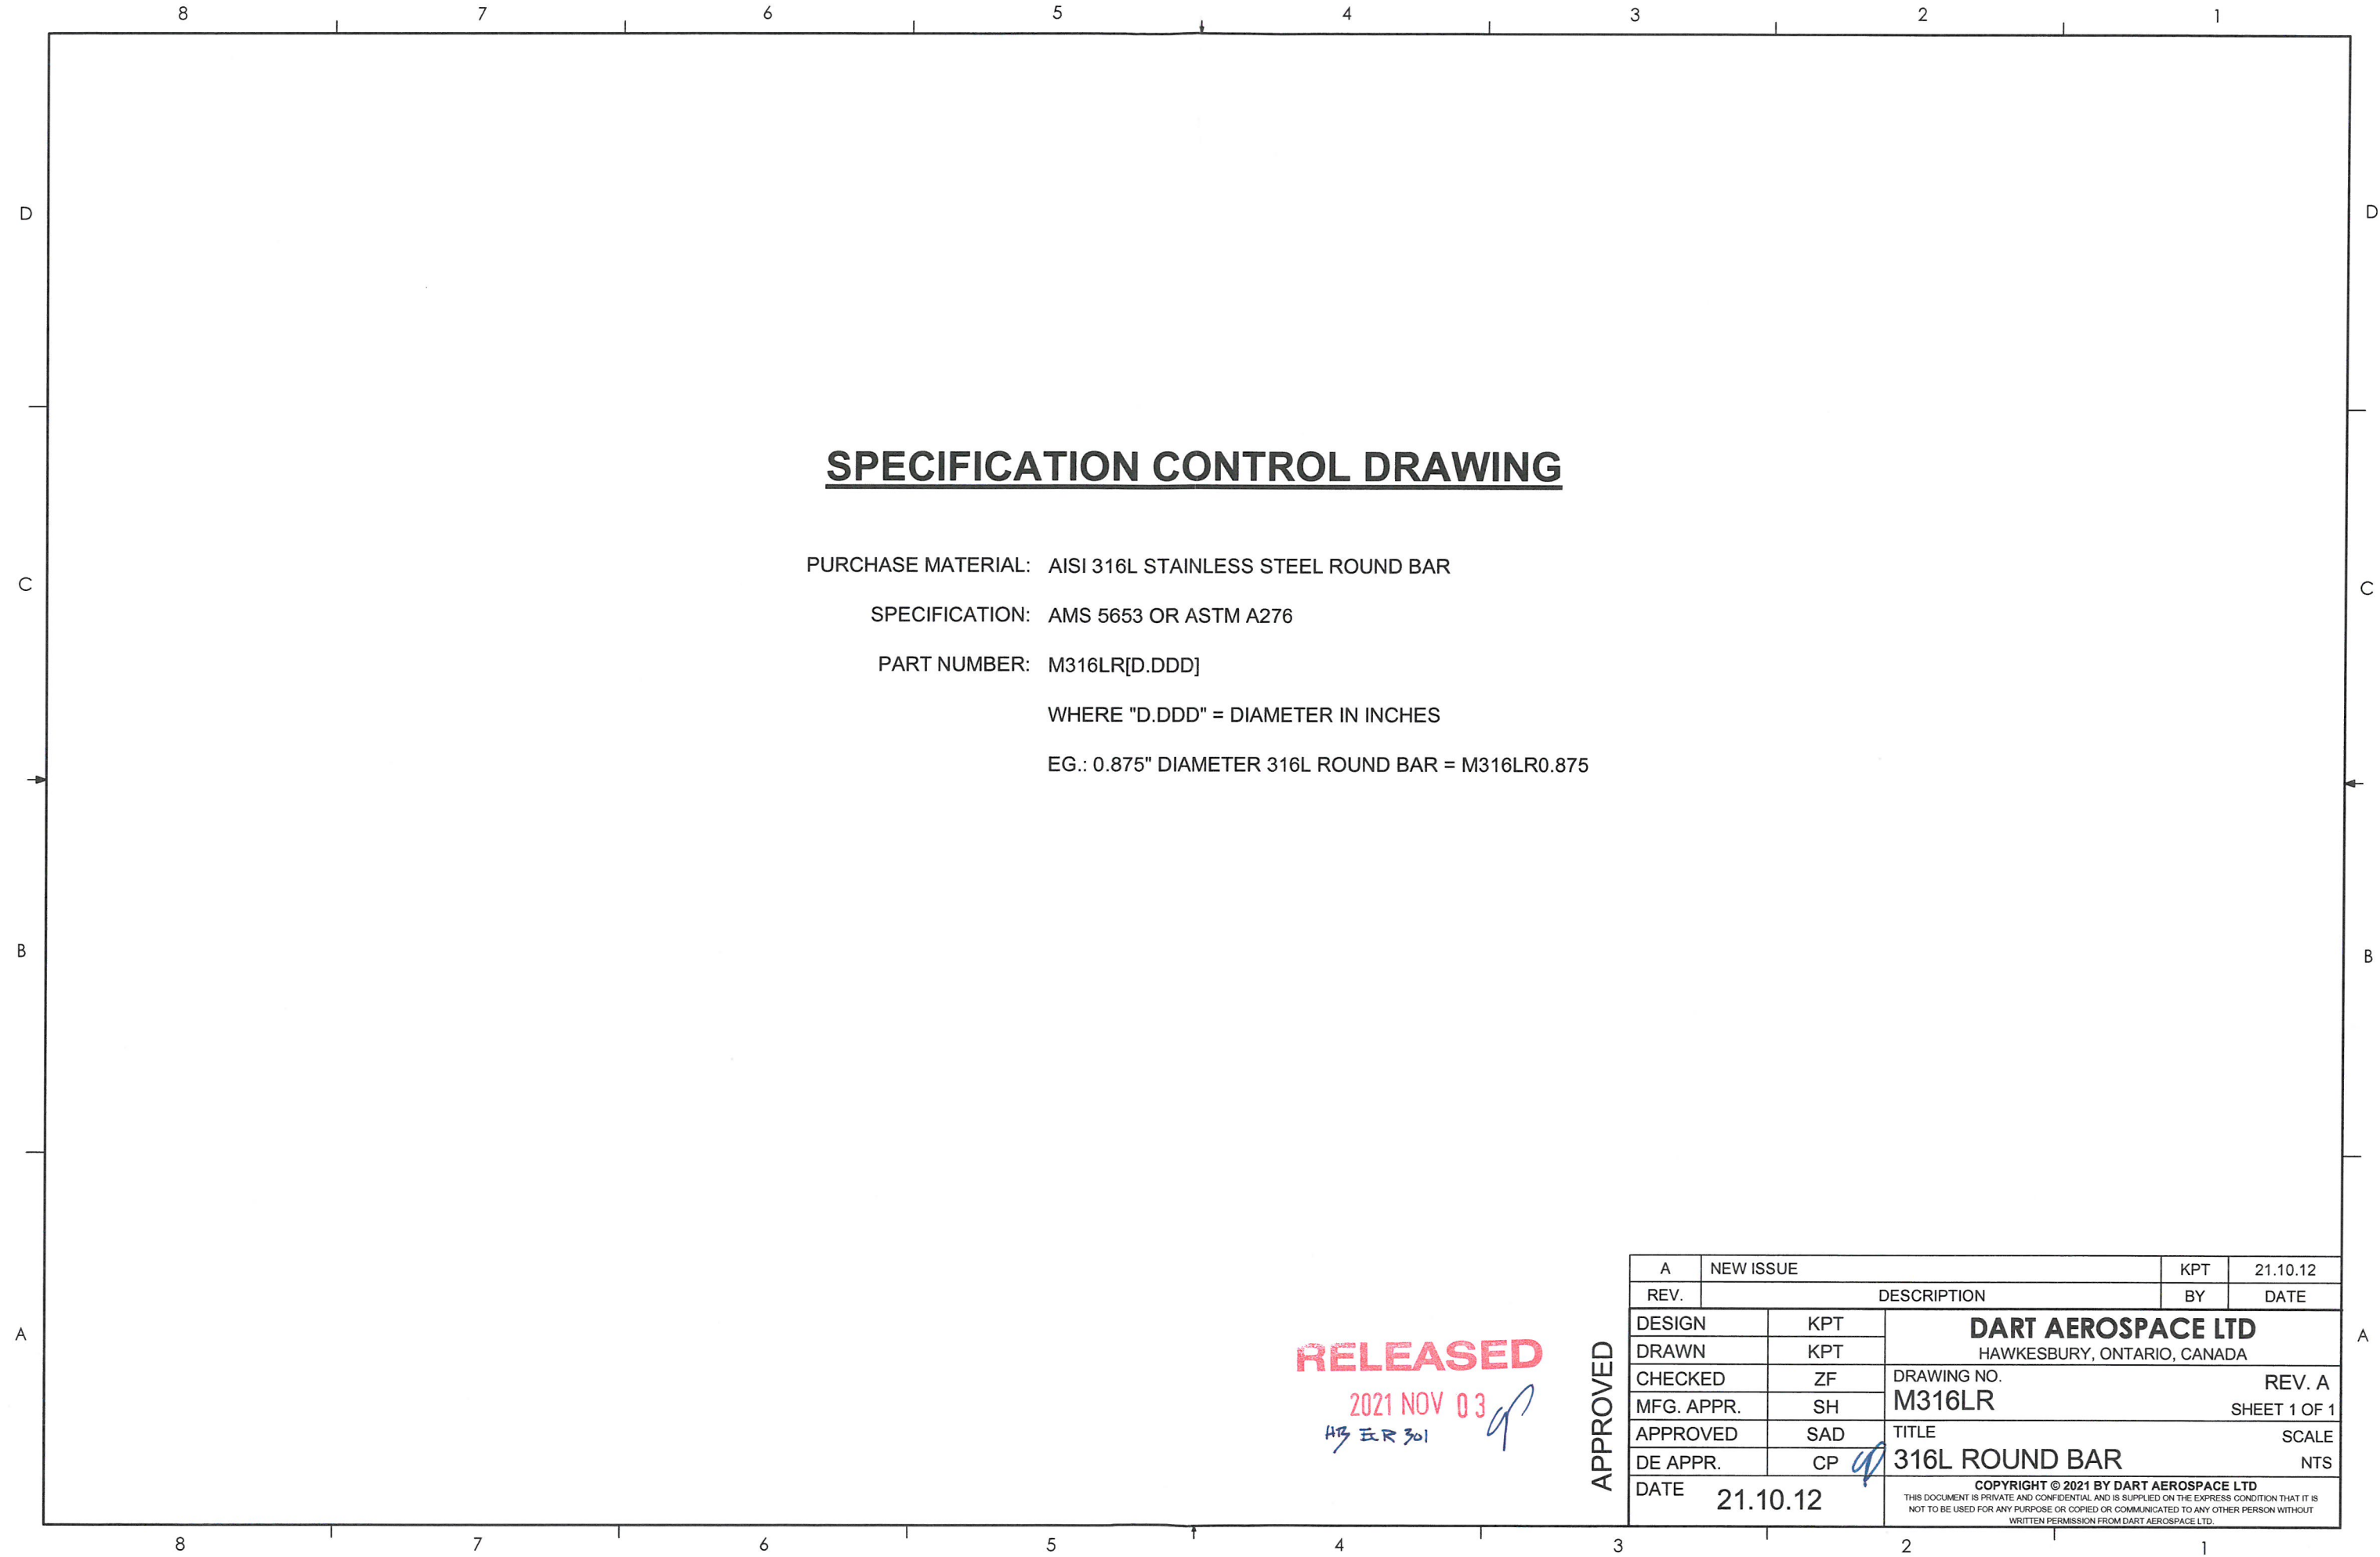 8 7 6 5 4 3 2 1
D D
SPECIFICATION CONTROL DRAWING
PURCHASE MATERIAL: AISI 316L STAINLESS STEEL ROUND BAR
C C
SPECIFICATION: AMS 5653 OR ASTM A276
PART NUMBER: M316LR[D.DDD]
WHERE "D.DDD" = DIAMETER IN INCHES
EG.: 0.875" DIAMETER 316L ROUND BAR = M316LR0.875
B B
A NEW ISSUE KPT 21.10.12
REV. DESCRIPTION BY DATE
A A
RELEASED
2021 NOV 03
HB ECR 301
APPROVED
DESIGN KPT
DRAWN KPT
CHECKED ZF
MFG. APPR. SH
APPROVED SAD
DE APPR. CP
DATE 21.10.12
DART AEROSPACE LTD
HAWKESBURY, ONTARIO, CANADA
DRAWING NO. REV. A
M316LR SHEET 1 OF 1
TITLE SCALE
316L ROUND BAR NTS
COPYRIGHT © 2021 BY DART AEROSPACE LTD
THIS DOCUMENT IS PRIVATE AND CONFIDENTIAL AND IS SUPPLIED ON THE EXPRESS CONDITION THAT IT IS
NOT TO BE USED FOR ANY PURPOSE OR COPIED OR COMMUNICATED TO ANY OTHER PERSON WITHOUT
WRITTEN PERMISSION FROM DART AEROSPACE LTD.
8 7 6 5 4 3 2 1